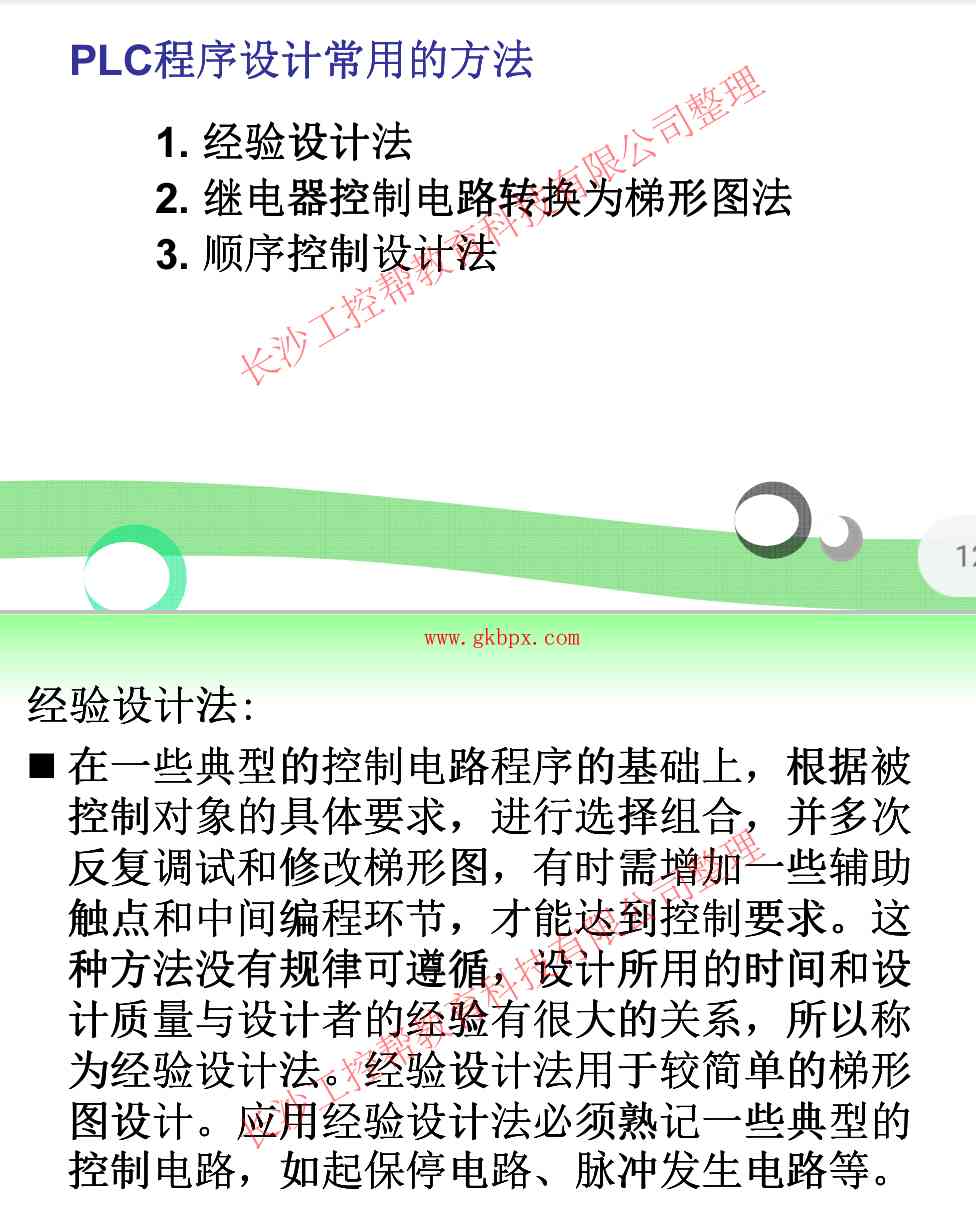 PLC程序设计常用的方法
1. 经验设计法
2. 继电器控制电路转换为梯形图法
3. 顺序控制设计法
长沙工控帮教育科技有限公司整理
12
www.gkbpx.com
经验设计法:
■ 在一些典型的控制电路程序的基础上，根据被
控制对象的具体要求，进行选择组合，并多次
反复调试和修改梯形图，有时需增加一些辅助
触点和中间编程环节，才能达到控制要求。这
种方法没有规律可遵循，设计所用的时间和设
计质量与设计者的经验有很大的关系，所以称
为经验设计法。经验设计法用于较简单的梯形
图设计。应用经验设计法必须熟记一些典型的
控制电路，如起保停电路、脉冲发生电路等。
长沙工控帮教育科技有限公司整理